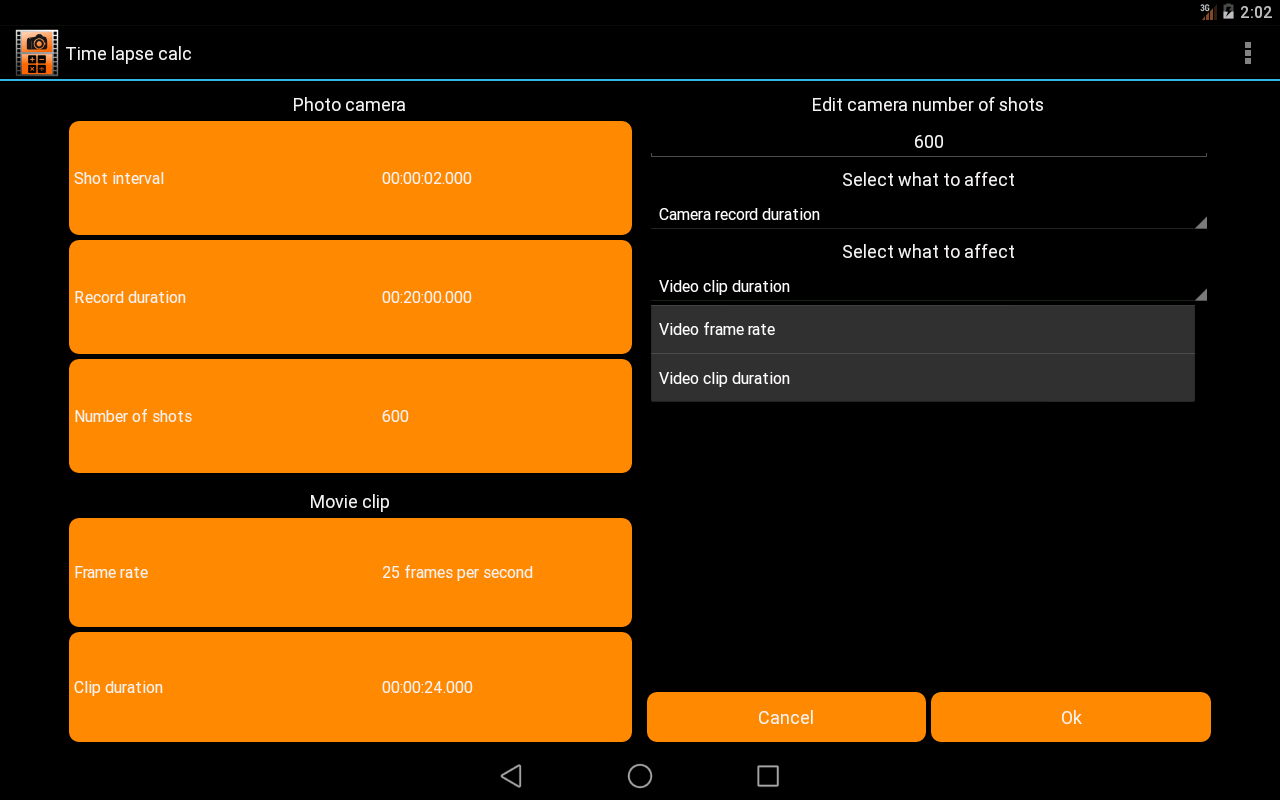 3G 2:02
Time lapse calc
Photo camera
Shot interval 00:00:02.000
Record duration 00:20:00.000
Number of shots 600
Movie clip
Frame rate 25 frames per second
Clip duration 00:00:24.000
Edit camera number of shots
600
Select what to affect
Camera record duration
Select what to affect
Video clip duration
Video frame rate
Video clip duration
Cancel Ok